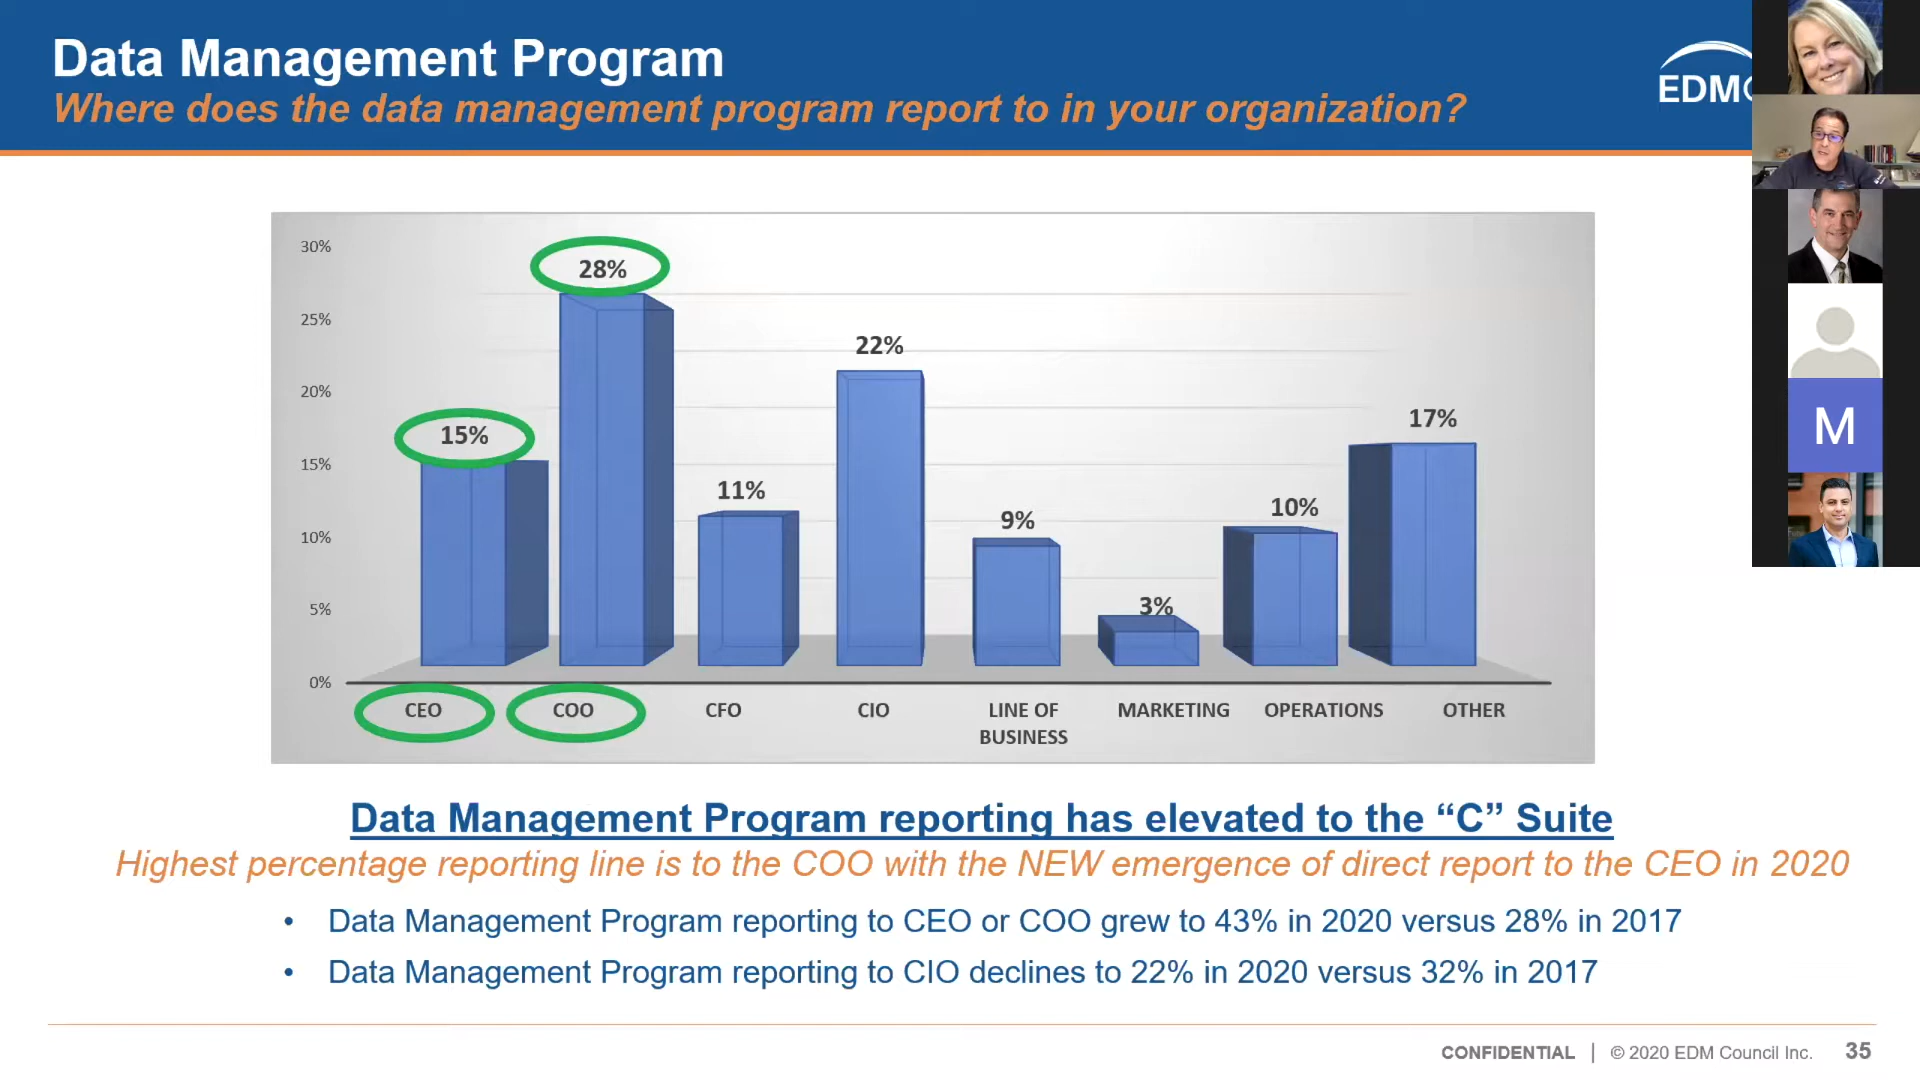 Data Management Program
Where does the data management program report to in your organization?
EDM
30%
25%
20%
15%
10%
5%
0%
15%
28%
11%
22%
9%
3%
10%
17%
CEO
COO
CFO
CIO
LINE OF
BUSINESS
MARKETING
OPERATIONS
OTHER
Data Management Program reporting has elevated to the “C” Suite
Highest percentage reporting line is to the COO with the NEW emergence of direct report to the CEO in 2020
• Data Management Program reporting to CEO or COO grew to 43% in 2020 versus 28% in 2017
• Data Management Program reporting to CIO declines to 22% in 2020 versus 32% in 2017
CONFIDENTIAL | © 2020 EDM Council Inc. 35
M